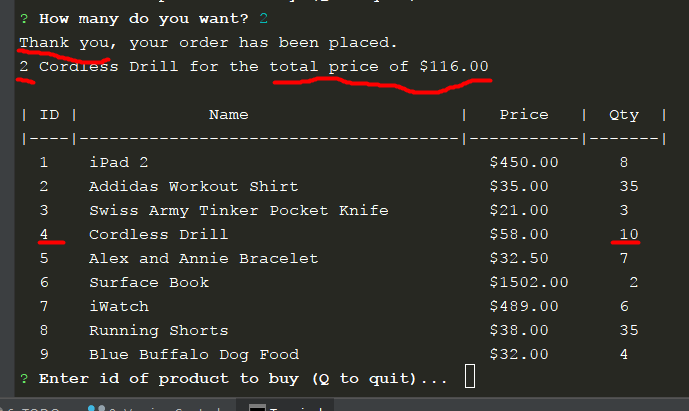 ? How many do you want? 2
Thank you, your order has been placed.
2 Cordless Drill for the total price of $116.00
| ID | Name | Price | Qty |
|----|--------------------------------------|-----------|-------|
1 iPad 2 $450.00 8
2 Addidas Workout Shirt $35.00 35
3 Swiss Army Tinker Pocket Knife $21.00 3
4 Cordless Drill $58.00 10
5 Alex and Annie Bracelet $32.50 7
6 Surface Book $1502.00 2
7 iWatch $489.00 6
8 Running Shorts $38.00 35
9 Blue Buffalo Dog Food $32.00 4
? Enter id of product to buy (Q to quit)...